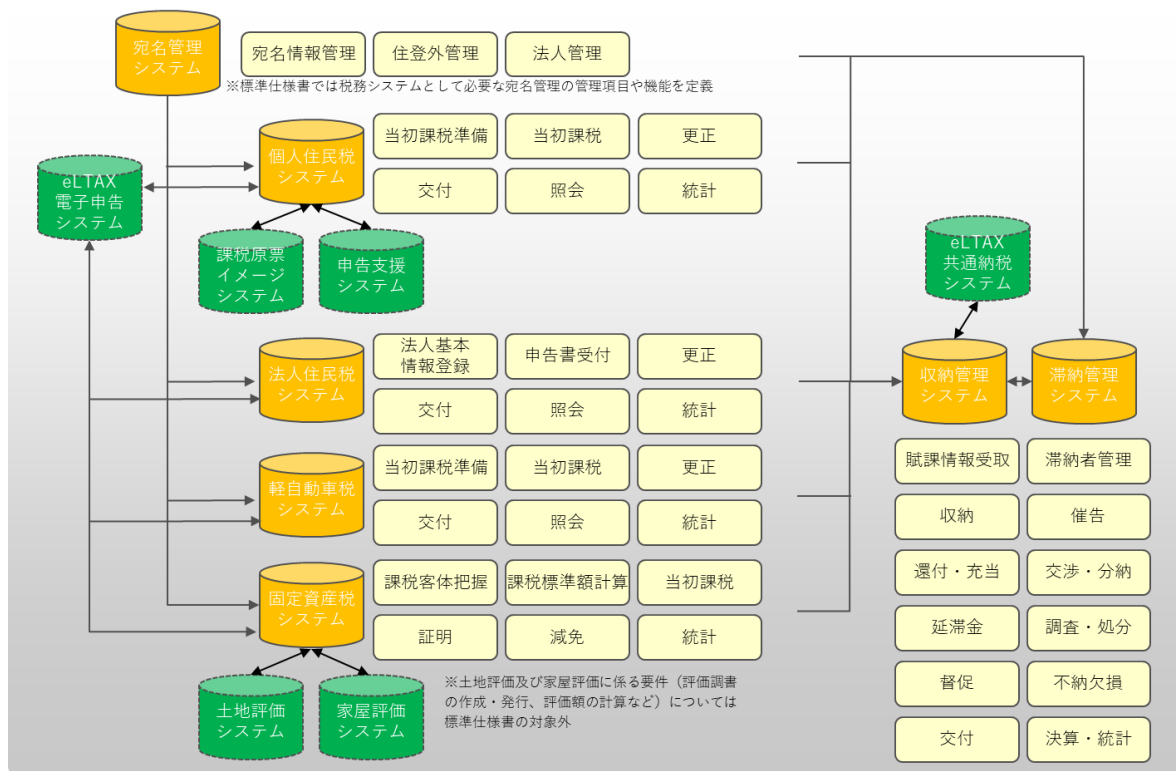 宛名管理
システム
宛名情報管理
住登外管理
法人管理
※標準仕様書では税務システムとして必要な宛名管理の管理項目や機能を定義
eLTAX
電子申告
システム
個人住民税
システム
当初課税準備
当初課税
更正
交付
照会
統計
課税原票
イメージ
システム
申告支援
システム
法人住民税
システム
法人基本
情報登録
申告書受付
更正
交付
照会
統計
軽自動車税
システム
当初課税準備
当初課税
更正
交付
照会
統計
固定資産税
システム
課税客体把握
課税標準額計算
当初課税
証明
減免
統計
土地評価
システム
家屋評価
システム
※土地評価及び家屋評価に係る要件（評価調書
の作成・発行、評価額の計算など）については
標準仕様書の対象外
eLTAX
共通納税
システム
収納管理
システム
滞納管理
システム
賦課情報受取
滞納者管理
収納
催告
還付・充当
交渉・分納
延滞金
調査・処分
督促
不納欠損
交付
決算・統計